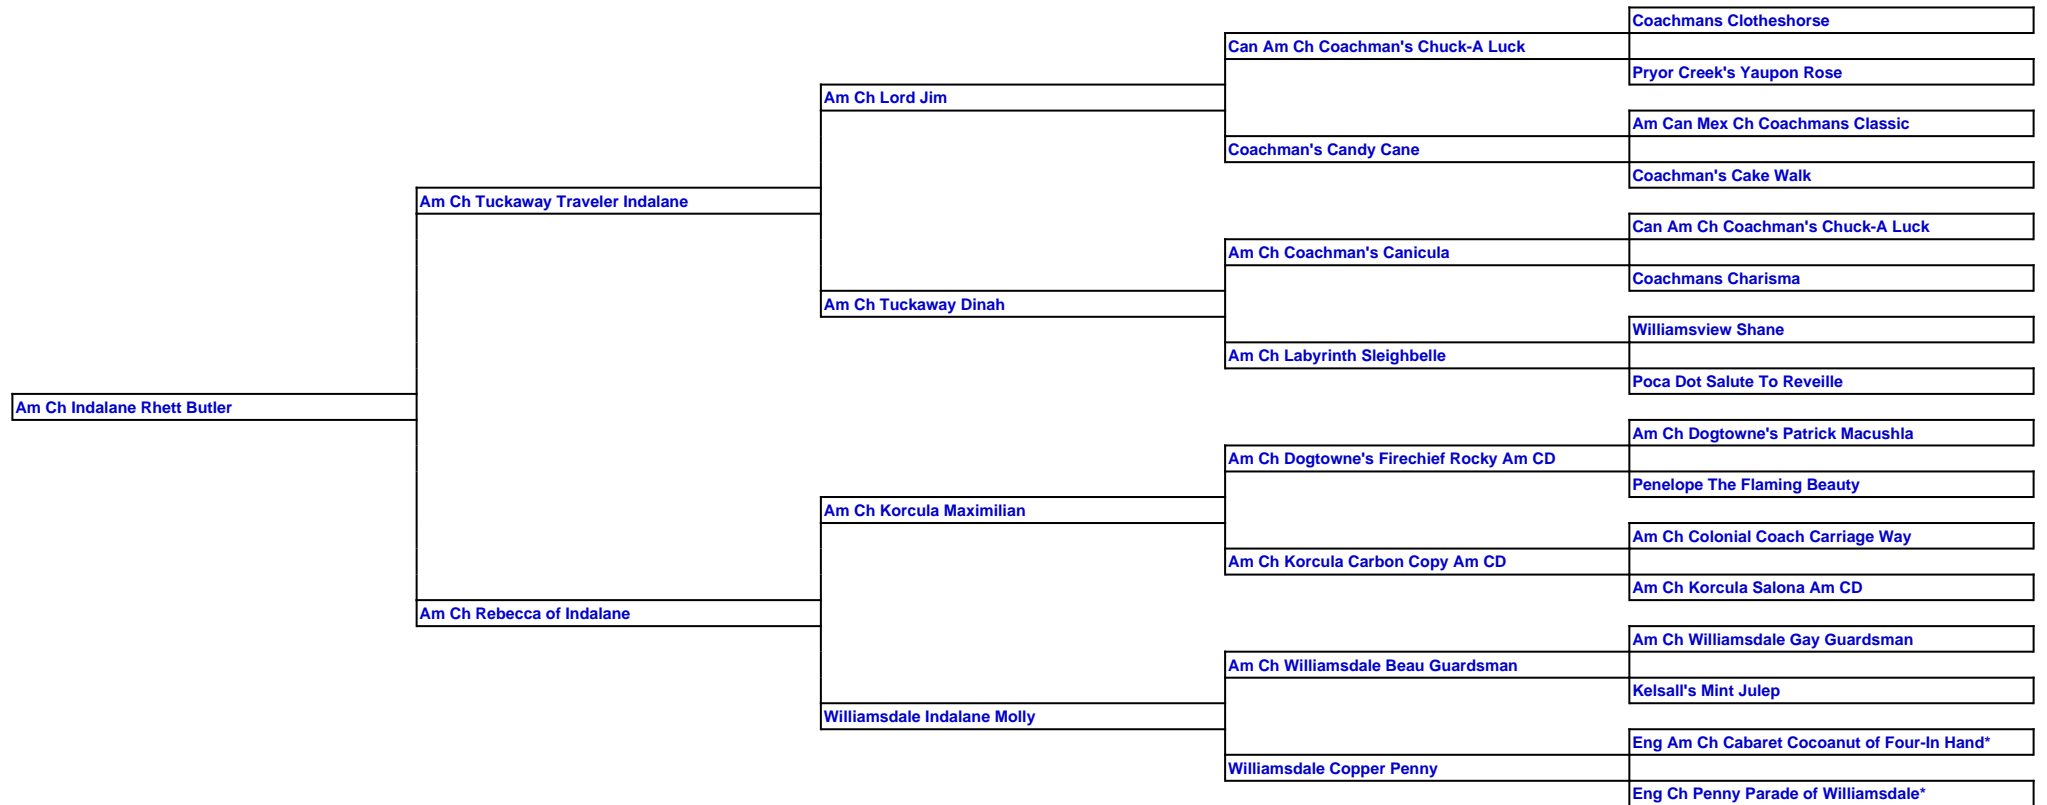 Coachmans Clotheshorse
Can Am Ch Coachman's Chuck-A Luck
Pryor Creek's Yaupon Rose
Am Ch Lord Jim
Am Can Mex Ch Coachmans Classic
Coachman's Candy Cane
Coachman's Cake Walk
Am Ch Tuckaway Traveler Indalane
Can Am Ch Coachman's Chuck-A Luck
Am Ch Coachman's Canicula
Coachmans Charisma
Am Ch Tuckaway Dinah
Williamsview Shane
Am Ch Labyrinth Sleighbelle
Poca Dot Salute To Reveille
Am Ch Indalane Rhett Butler
Am Ch Dogtowne's Patrick Macushla
Am Ch Dogtowne's Firechief Rocky Am CD
Penelope The Flaming Beauty
Am Ch Korcula Maximilian
Am Ch Colonial Coach Carriage Way
Am Ch Korcula Carbon Copy Am CD
Am Ch Korcula Salona Am CD
Am Ch Rebecca of Indalane
Am Ch Williamsdale Gay Guardsman
Am Ch Williamsdale Beau Guardsman
Kelsall's Mint Julep
Williamsdale Indalane Molly
Eng Am Ch Cabaret Cocoanut of Four-In Hand*
Williamsdale Copper Penny
Eng Ch Penny Parade of Williamsdale*